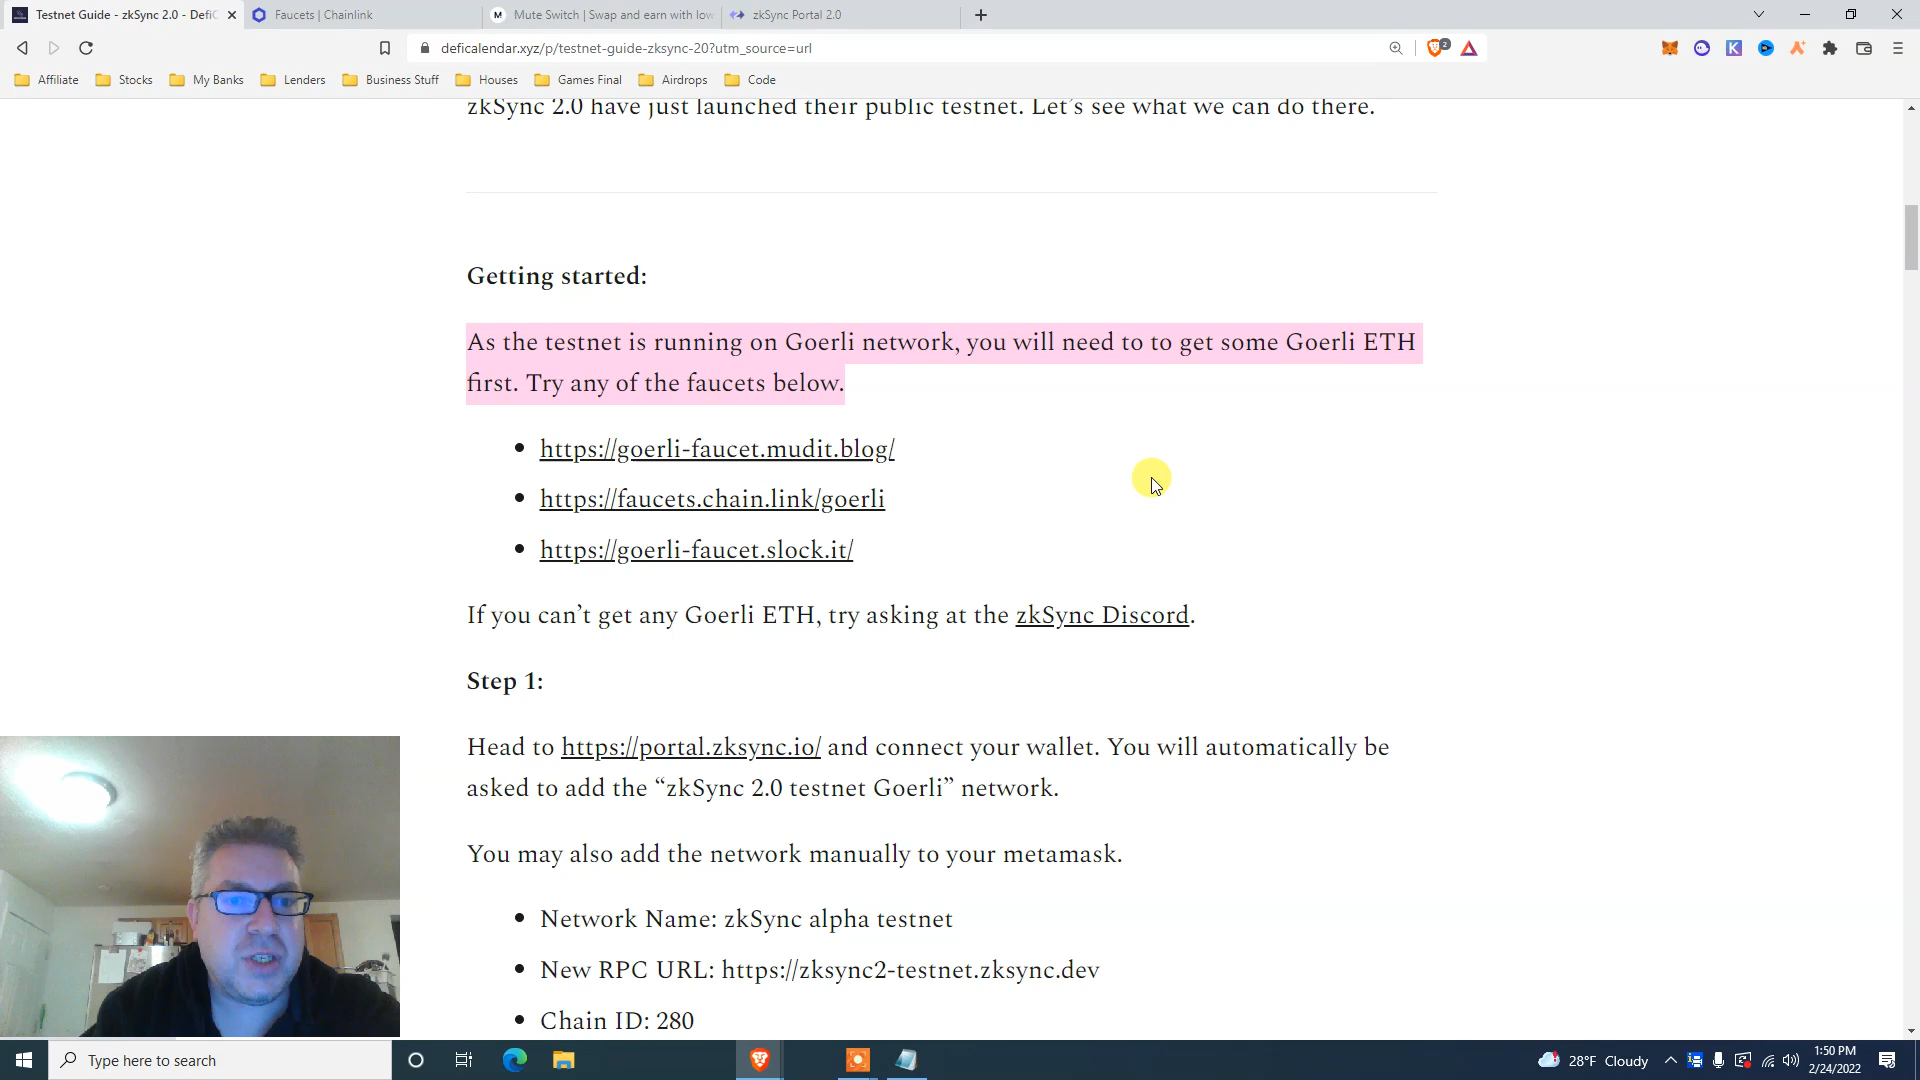 Testnet Guide - zkSync 2.0 - DefiC
Faucets | Chainlink
M Mute Switch | Swap and earn with low
zkSync Portal 2.0
deficalendar.xyz/p/testnet-guide-zksync-20?utm_source=url
2
K
Affiliate
Stocks
My Banks
Lenders
Business Stuff
Houses
Games Final
Airdrops
Code
zkSync 2.0 have just launched their public testnet. Let’s see what we can do there.
Getting started:
As the testnet is running on Goerli network, you will need to to get some Goerli ETH
first. Try any of the faucets below.
• https://goerli-faucet.mudit.blog/
• https://faucets.chain.link/goerli
• https://goerli-faucet.slock.it/
If you can’t get any Goerli ETH, try asking at the zkSync Discord.
Step 1:
Head to https://portal.zksync.io/ and connect your wallet. You will automatically be
asked to add the “zkSync 2.0 testnet Goerli” network.
You may also add the network manually to your metamask.
• Network Name: zkSync alpha testnet
• New RPC URL: https://zksync2-testnet.zksync.dev
• Chain ID: 280
Type here to search
28°F Cloudy
1:50 PM
2/24/2022